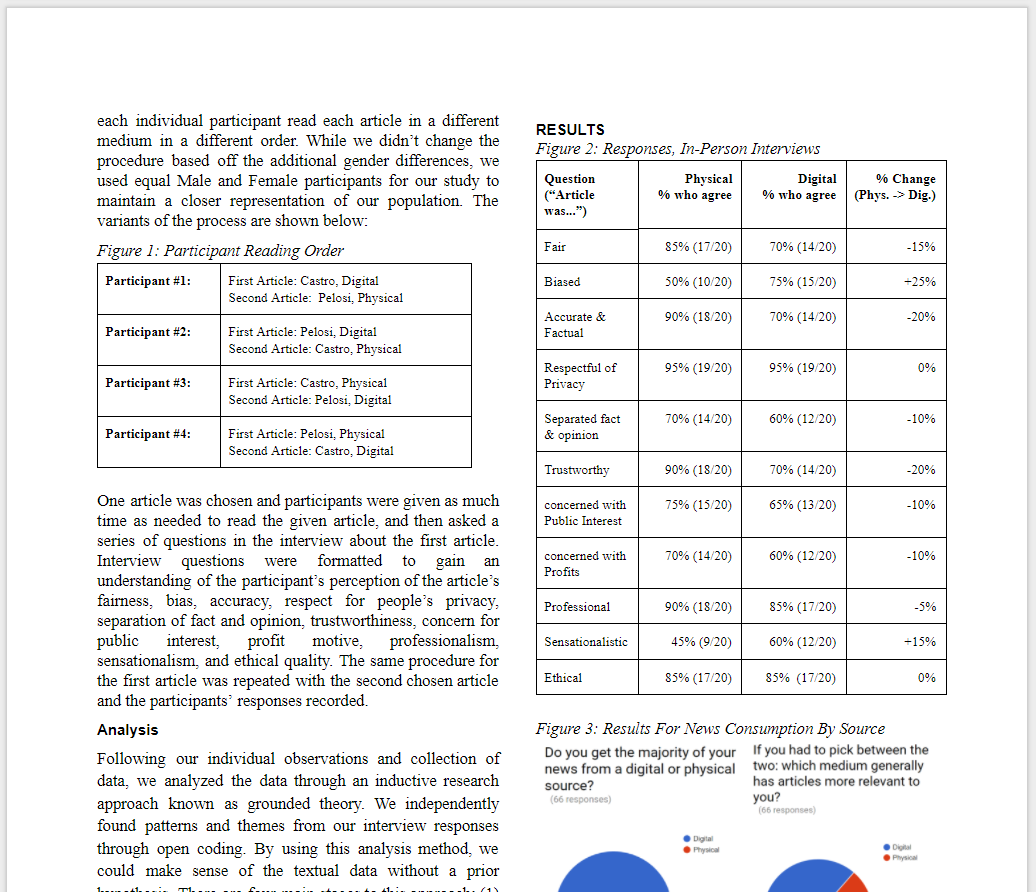 each individual participant read each article in a different
medium in a different order. While we didn’t change the
procedure based off the additional gender differences, we
used equal Male and Female participants for our study to
maintain a closer representation of our population. The
variants of the process are shown below:
Figure 1: Participant Reading Order
Participant #1: First Article: Castro, Digital
Second Article: Pelosi, Physical
Participant #2: First Article: Pelosi, Digital
Second Article: Castro, Physical
Participant #3: First Article: Castro, Physical
Second Article: Pelosi, Digital
Participant #4: First Article: Pelosi, Physical
Second Article: Castro, Digital
One article was chosen and participants were given as much
time as needed to read the given article, and then asked a
series of questions in the interview about the first article.
Interview questions were formatted to gain an
understanding of the participant’s perception of the article’s
fairness, bias, accuracy, respect for people’s privacy,
separation of fact and opinion, trustworthiness, concern for
public interest, profit motive, professionalism,
sensationalism, and ethical quality. The same procedure for
the first article was repeated with the second chosen article
and the participants’ responses recorded.
Analysis
Following our individual observations and collection of
data, we analyzed the data through an inductive research
approach known as grounded theory. We independently
found patterns and themes from our interview responses
through open coding. By using this analysis method, we
could make sense of the textual data without a prior
hypothesis. There are four main stages to this approach: (1)
RESULTS
Figure 2: Responses, In-Person Interviews
Question Physical Digital % Change
(“Article % who agree % who agree (Phys. -> Dig.)
was...”)
Fair 85% (17/20) 70% (14/20) -15%
Biased 50% (10/20) 75% (15/20) +25%
Accurate & 90% (18/20) 70% (14/20) -20%
Factual
Respectful of 95% (19/20) 95% (19/20) 0%
Privacy
Separated fact 70% (14/20) 60% (12/20) -10%
& opinion
Trustworthy 90% (18/20) 70% (14/20) -20%
concerned with 75% (15/20) 65% (13/20) -10%
Public Interest
concerned with 70% (14/20) 60% (12/20) -10%
Profits
Professional 90% (18/20) 85% (17/20) -5%
Sensationalistic 45% (9/20) 60% (12/20) +15%
Ethical 85% (17/20) 85% (17/20) 0%
Figure 3: Results For News Consumption By Source
Do you get the majority of your
news from a digital or physical
source?
(66 responses)
Digital
Physical
If you had to pick between the
two: which medium generally
has articles more relevant to
you?
(66 responses)
Digital
Physical